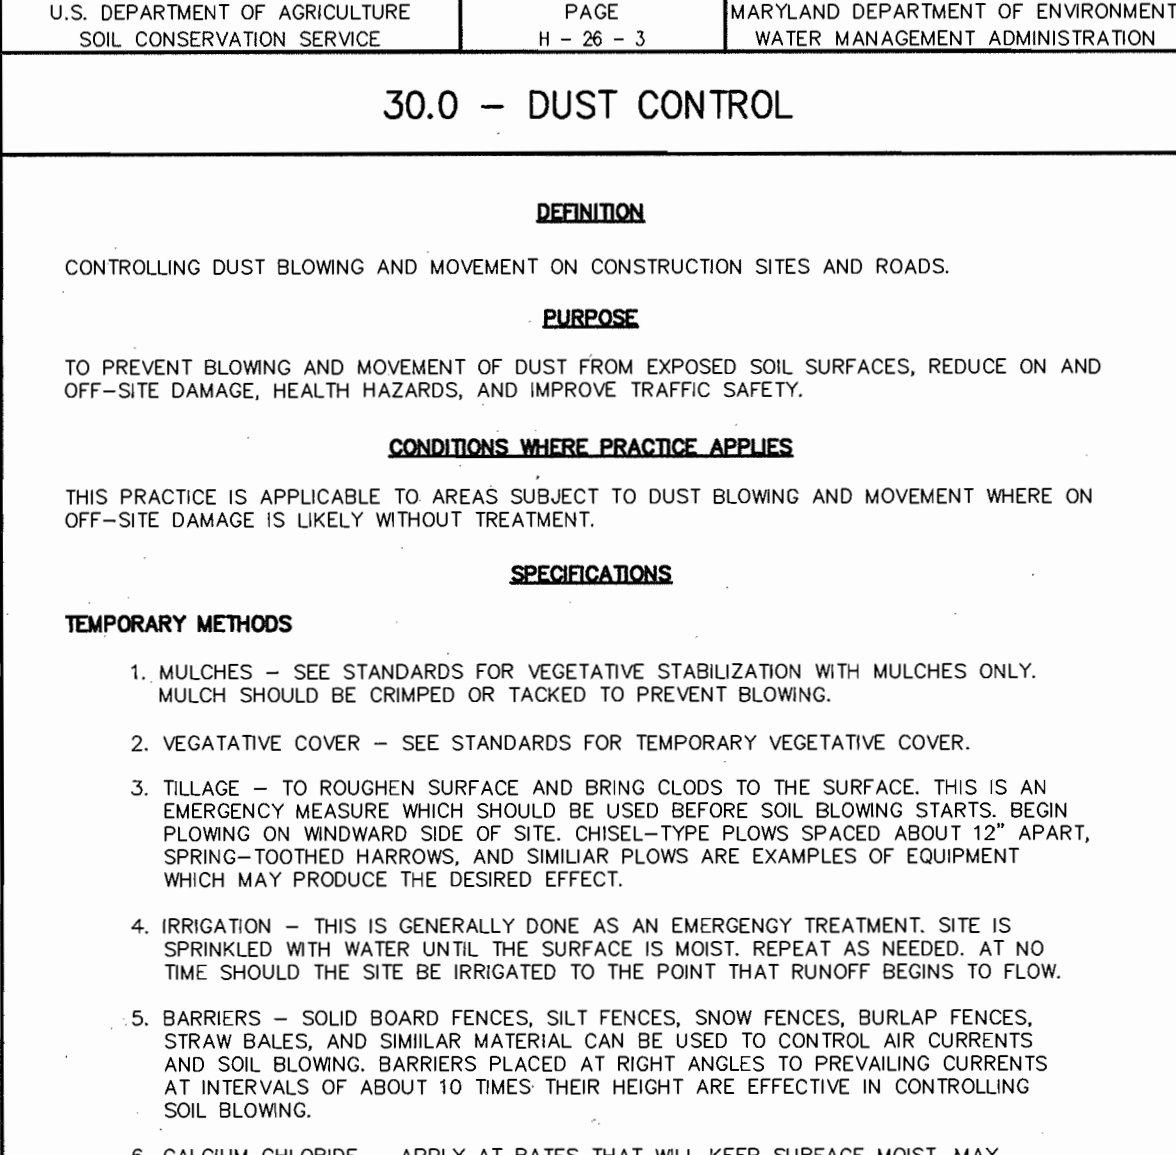 U.S. DEPARTMENT OF AGRICULTURE
SOIL CONSERVATION SERVICE
PAGE
H – 26 – 3
MARYLAND DEPARTMENT OF ENVIRONMENT
WATER MANAGEMENT ADMINISTRATION
30.0 – DUST CONTROL
DEFINITION
CONTROLLING DUST BLOWING AND MOVEMENT ON CONSTRUCTION SITES AND ROADS.
PURPOSE
TO PREVENT BLOWING AND MOVEMENT OF DUST FROM EXPOSED SOIL SURFACES, REDUCE ON AND
OFF–SITE DAMAGE, HEALTH HAZARDS, AND IMPROVE TRAFFIC SAFETY.
CONDITIONS WHERE PRACTICE APPLIES
THIS PRACTICE IS APPLICABLE TO AREAS SUBJECT TO DUST BLOWING AND MOVEMENT WHERE ON
OFF–SITE DAMAGE IS LIKELY WITHOUT TREATMENT.
SPECIFICATIONS
TEMPORARY METHODS
1. MULCHES – SEE STANDARDS FOR VEGETATIVE STABILIZATION WITH MULCHES ONLY.
MULCH SHOULD BE CRIMPED OR TACKED TO PREVENT BLOWING.
2. VEGATATIVE COVER – SEE STANDARDS FOR TEMPORARY VEGETATIVE COVER.
3. TILLAGE – TO ROUGHEN SURFACE AND BRING CLODS TO THE SURFACE. THIS IS AN
EMERGENCY MEASURE WHICH SHOULD BE USED BEFORE SOIL BLOWING STARTS. BEGIN
PLOWING ON WINDWARD SIDE OF SITE. CHISEL–TYPE PLOWS SPACED ABOUT 12" APART,
SPRING–TOOTHED HARROWS, AND SIMILIAR PLOWS ARE EXAMPLES OF EQUIPMENT
WHICH MAY PRODUCE THE DESIRED EFFECT.
4. IRRIGATION – THIS IS GENERALLY DONE AS AN EMERGENGY TREATMENT. SITE IS
SPRINKLED WITH WATER UNTIL THE SURFACE IS MOIST. REPEAT AS NEEDED. AT NO
TIME SHOULD THE SITE BE IRRIGATED TO THE POINT THAT RUNOFF BEGINS TO FLOW.
5. BARRIERS – SOLID BOARD FENCES, SILT FENCES, SNOW FENCES, BURLAP FENCES,
STRAW BALES, AND SIMIILAR MATERIAL CAN BE USED TO CONTROL AIR CURRENTS
AND SOIL BLOWING. BARRIERS PLACED AT RIGHT ANGLES TO PREVAILING CURRENTS
AT INTERVALS OF ABOUT 10 TIMES THEIR HEIGHT ARE EFFECTIVE IN CONTROLLING
SOIL BLOWING.
6. CALCIUM CHLORIDE – APPLY AT RATES THAT WILL KEEP SURFACE MOIST. MAY